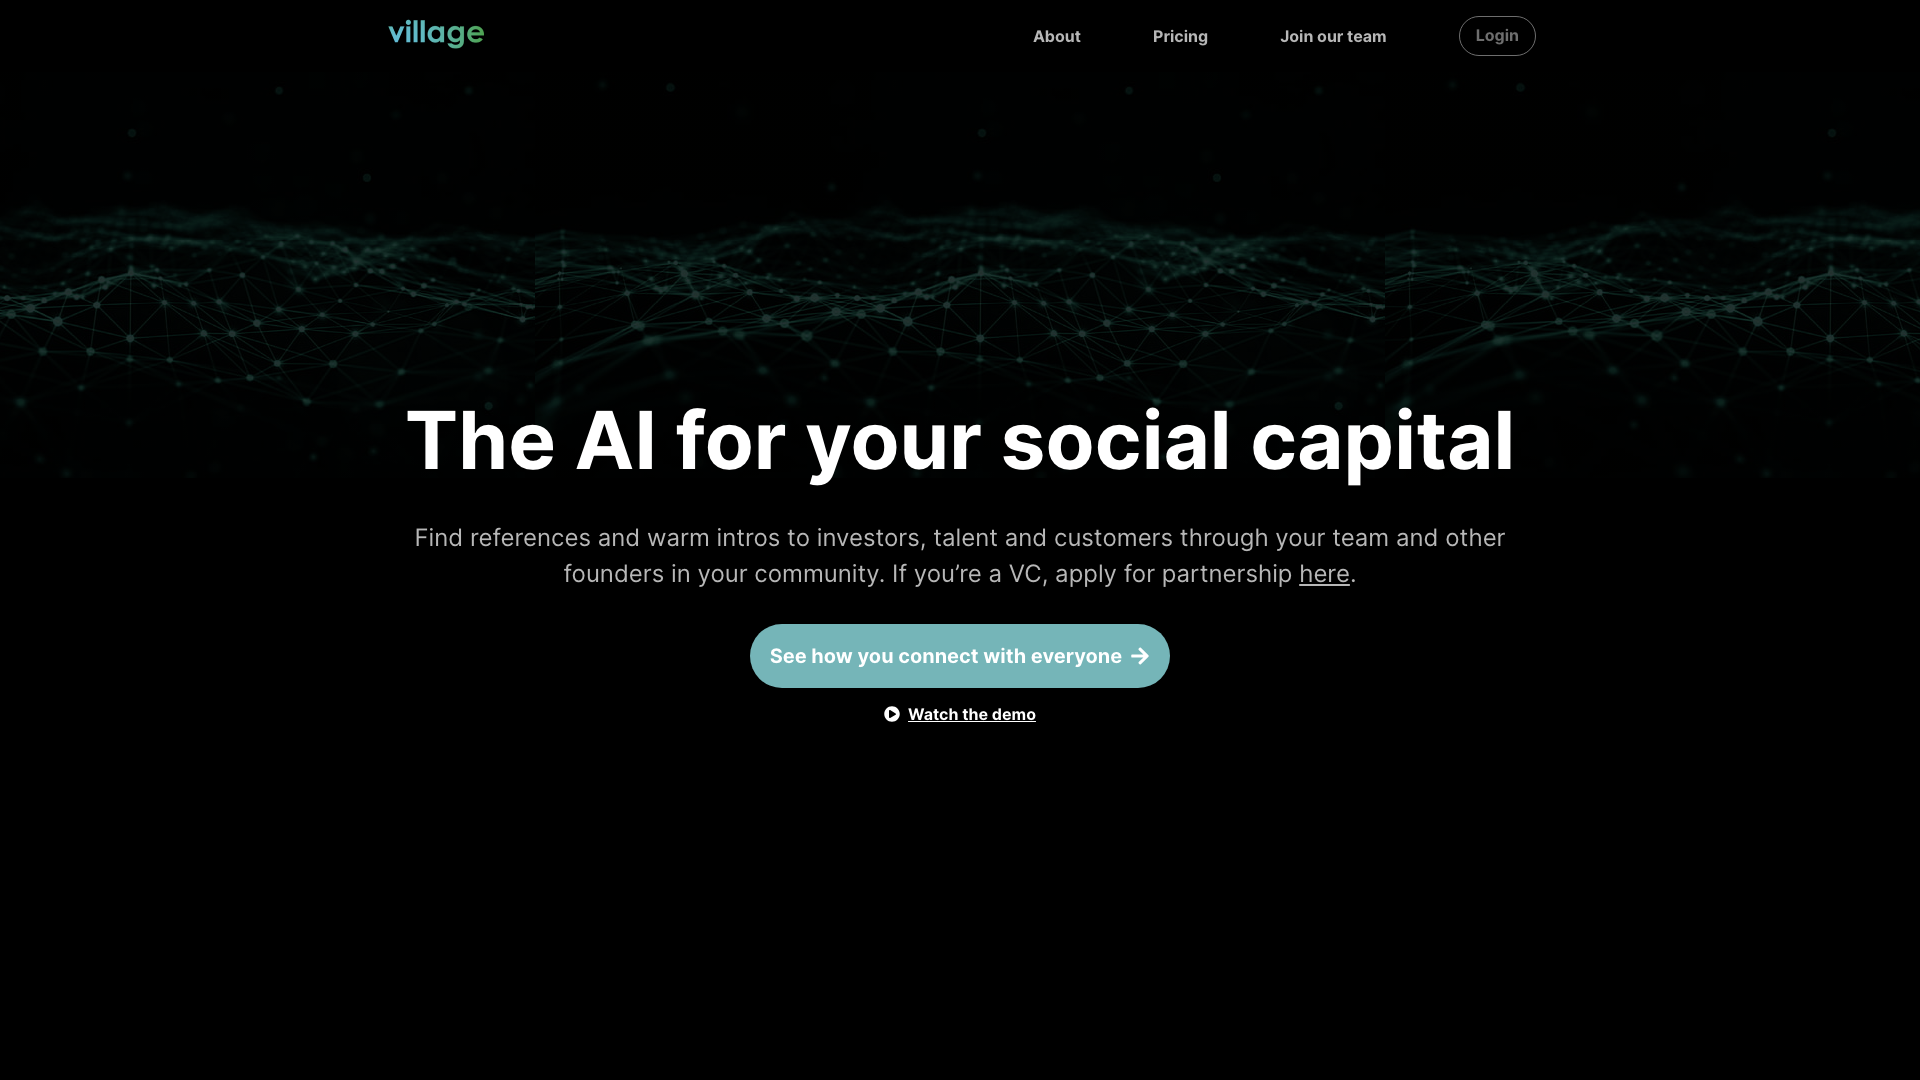 village
About
Pricing
Join our team
Login
The AI for your social capital
Find references and warm intros to investors, talent and customers through your team and other
founders in your community. If you’re a VC, apply for partnership here.
See how you connect with everyone
Watch the demo